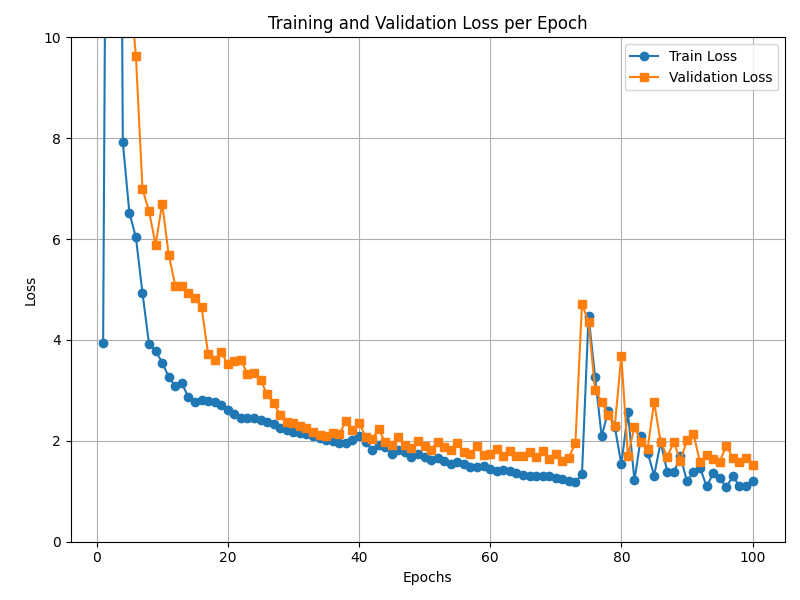 Training and Validation Loss per Epoch
Train Loss
Validation Loss
10
8
6
4
2
0
Loss
0 20 40 60 80 100
Epochs